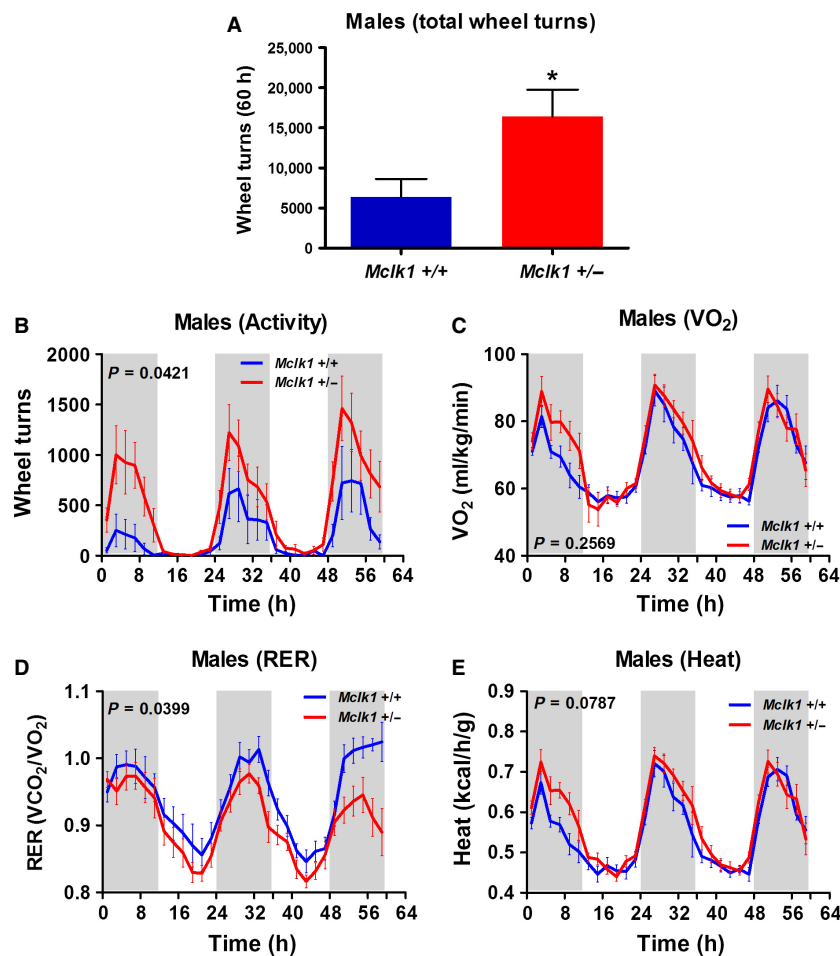 A
Males (total wheel turns)
Wheel turns (60 h)
25,000
20,000
15,000
10,000
5000
0
*
Mclk1 +/+
Mclk1 +/–
B
Males (Activity)
Wheel turns
2000
1500
1000
500
0
P = 0.0421
Mclk1 +/+
Mclk1 +/–
0 8 16 24 32 40 48 56 64
Time (h)
C
Males (VO2)
VO2 (ml/kg/min)
100
80
60
40
P = 0.2569
Mclk1 +/+
Mclk1 +/–
0 8 16 24 32 40 48 56 64
Time (h)
D
Males (RER)
RER (VCO2/VO2)
1.1
1.0
0.9
0.8
P = 0.0399
Mclk1 +/+
Mclk1 +/–
0 8 16 24 32 40 48 56 64
Time (h)
E
Males (Heat)
Heat (kcal/h/g)
0.9
0.8
0.7
0.6
0.5
0.4
P = 0.0787
Mclk1 +/+
Mclk1 +/–
0 8 16 24 32 40 48 56 64
Time (h)